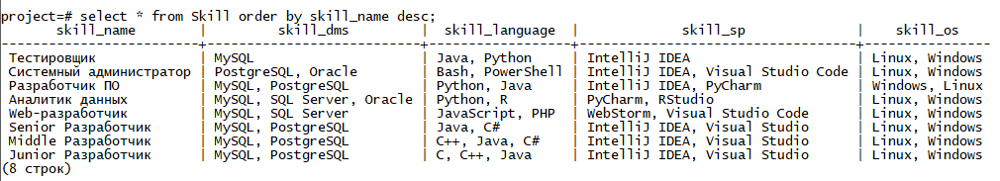 project=# select * from Skill order by skill_name desc;
skill_name | skill_dms | skill_language | skill_sp | skill_os
-------------------------+----------------------------+------------------+-----------------------------------+----------------
Тестировщик | MySQL | Java, Python | IntelliJ IDEA | Linux, Windows
Системный администратор | PostgreSQL, Oracle | Bash, PowerShell | IntelliJ IDEA, Visual Studio Code | Linux, Windows
Разработчик ПО | MySQL, PostgreSQL | Python, Java | IntelliJ IDEA, PyCharm | Windows, Linux
Аналитик данных | MySQL, SQL Server, Oracle | Python, R | PyCharm, RStudio | Linux, Windows
Web-разработчик | MySQL, SQL Server | JavaScript, PHP | WebStorm, Visual Studio Code | Linux, Windows
Senior Разработчик | MySQL, PostgreSQL | Java, C# | IntelliJ IDEA, Visual Studio | Linux, Windows
Middle Разработчик | MySQL, PostgreSQL | C++, Java, C# | IntelliJ IDEA, Visual Studio | Linux, Windows
Junior Разработчик | MySQL, PostgreSQL | C, C++, Java | IntelliJ IDEA, Visual Studio | Linux, Windows
(8 строк)